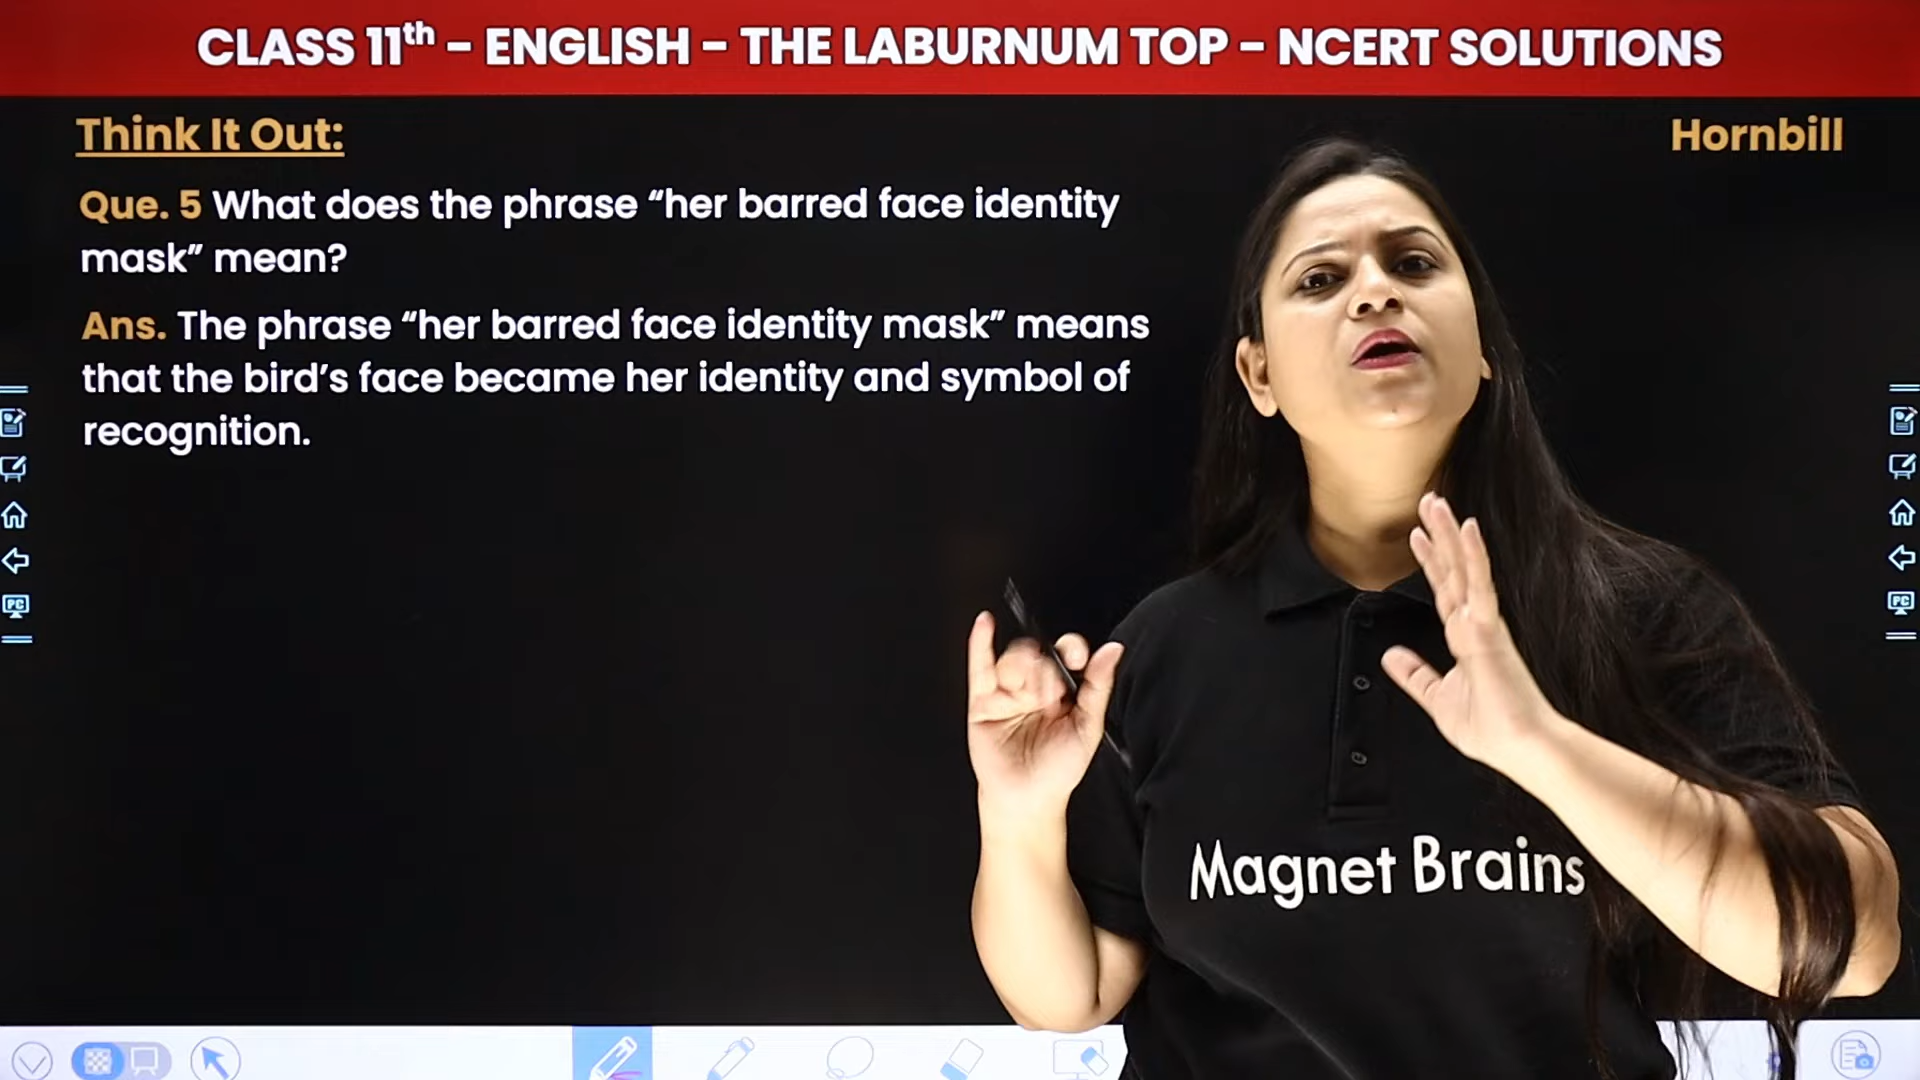 CLASS 11th – ENGLISH – THE LABURNUM TOP – NCERT SOLUTIONS
Think It Out:
Hornbill
Que. 5 What does the phrase “her barred face identity
mask” mean?
Ans. The phrase “her barred face identity mask” means
that the bird’s face became her identity and symbol of
recognition.
PC
PC
Magnet Brains